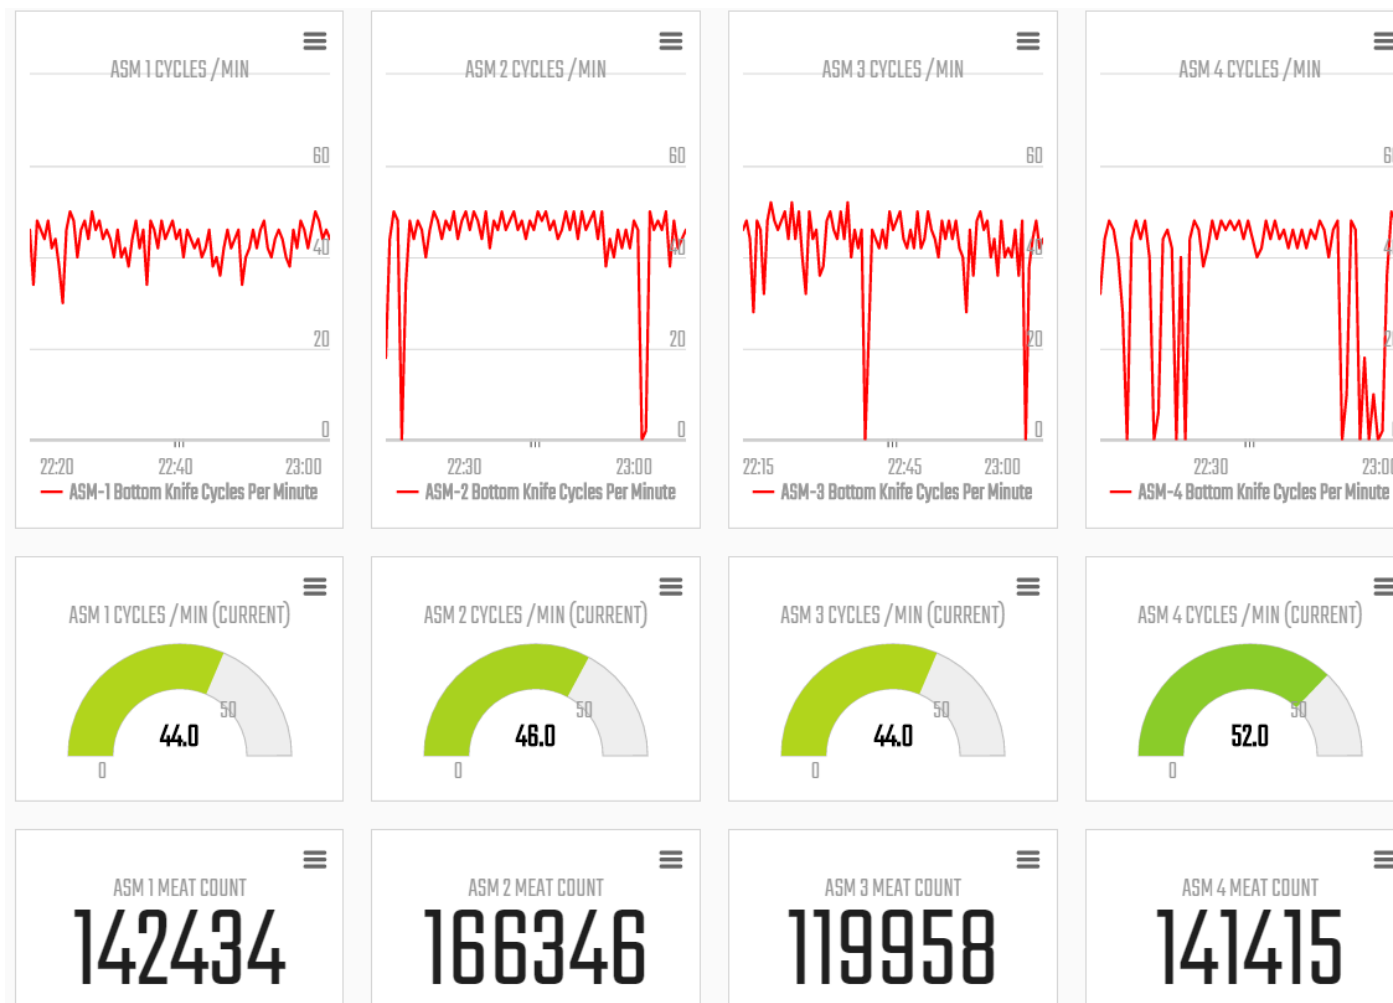 ASM 1 CYCLES / MIN
60
40
20
0
22:20 22:40 23:00
ASM-1 Bottom Knife Cycles Per Minute
ASM 2 CYCLES / MIN
60
40
20
0
22:30 23:00
ASM-2 Bottom Knife Cycles Per Minute
ASM 3 CYCLES / MIN
60
40
20
0
22:15 22:45 23:00
ASM-3 Bottom Knife Cycles Per Minute
ASM 4 CYCLES / MIN
22:30
ASM-4 Bottom Knife Cycles Per Minute
ASM 1 CYCLES / MIN (CURRENT)
50
44.0
0
ASM 2 CYCLES / MIN (CURRENT)
50
46.0
0
ASM 3 CYCLES / MIN (CURRENT)
50
44.0
0
ASM 4 CYCLES / MIN (CURRENT)
50
52.0
0
ASM 1 MEAT COUNT
142434
ASM 2 MEAT COUNT
166346
ASM 3 MEAT COUNT
119958
ASM 4 MEAT COUNT
141415